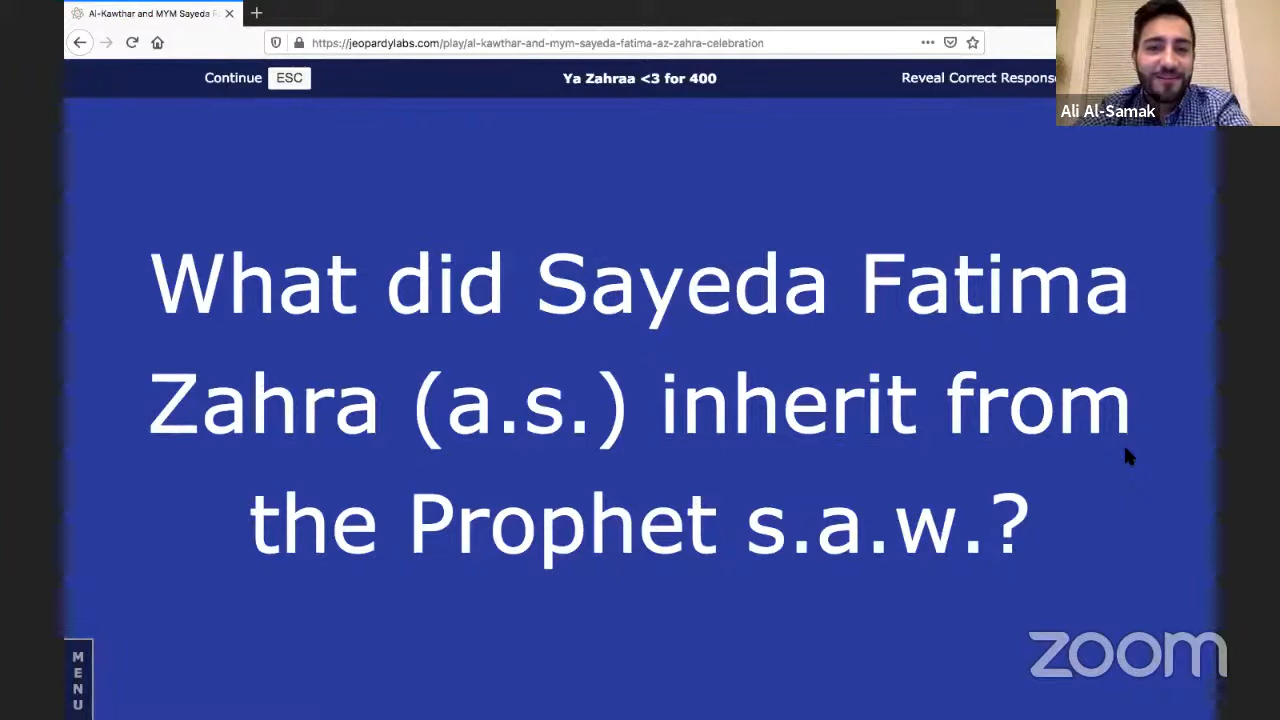 Al-Kawthar and MYM Sayeda
https://jeopardylabs.com/play/al-kawthar-and-mym-sayeda-fatima-az-zahra-celebration
Continue ESC
Ya Zahraa <3 for 400
Reveal Correct Response
Ali Al-Samak
What did Sayeda Fatima
Zahra (a.s.) inherit from
the Prophet s.a.w.?
MENU
zoom